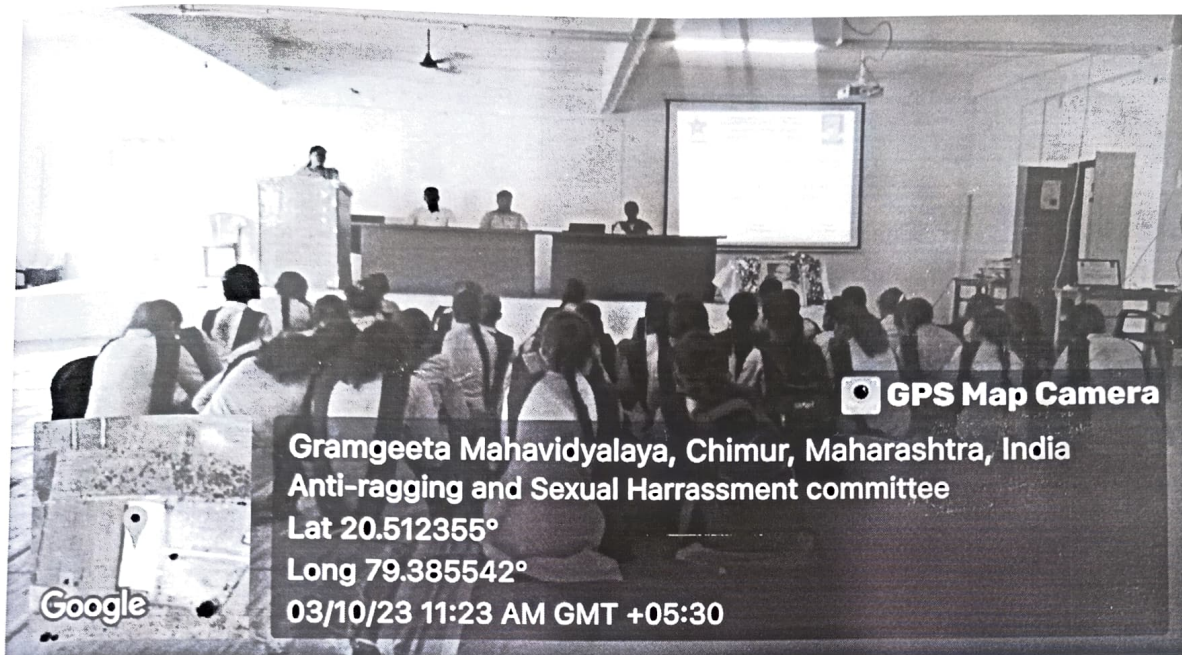 GPS Map Camera
Gramgeeta Mahavidyalaya, Chimur, Maharashtra, India
Anti-ragging and Sexual Harrassment committee
Lat 20.512355°
Long 79.385542°
03/10/23 11:23 AM GMT +05:30
Google